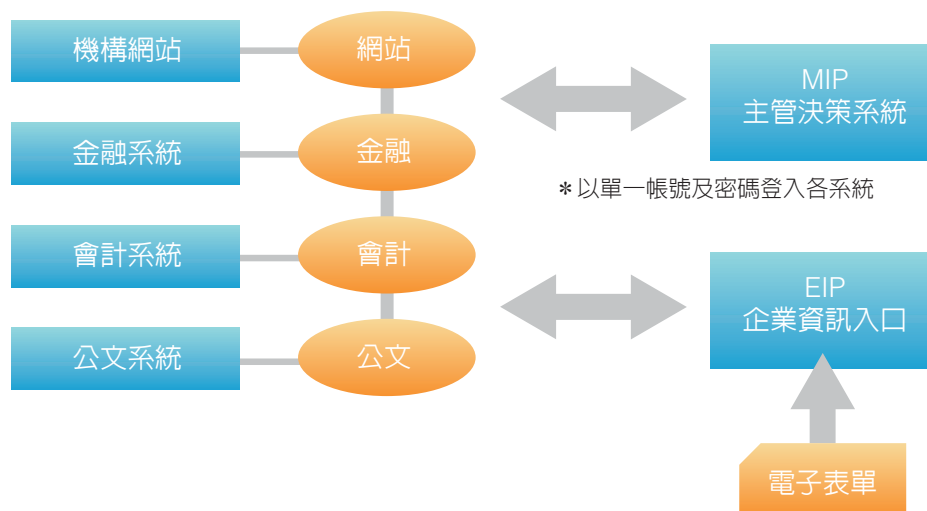 機構網站
網站
金融系統
金融
會計系統
會計
公文系統
公文
MIP
主管決策系統
*以單一帳號及密碼登入各系統
EIP
企業資訊入口
電子表單